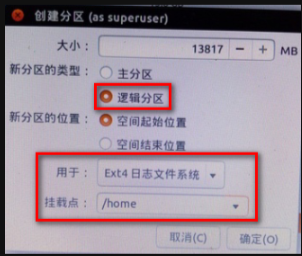 创建分区 (as superuser)
大小： 13817 − + MB
新分区的类型： 主分区
逻辑分区
新分区的位置： 空间起始位置
空间结束位置
用于： Ext4 日志文件系统
挂载点： /home
取消(C) 确定(O)